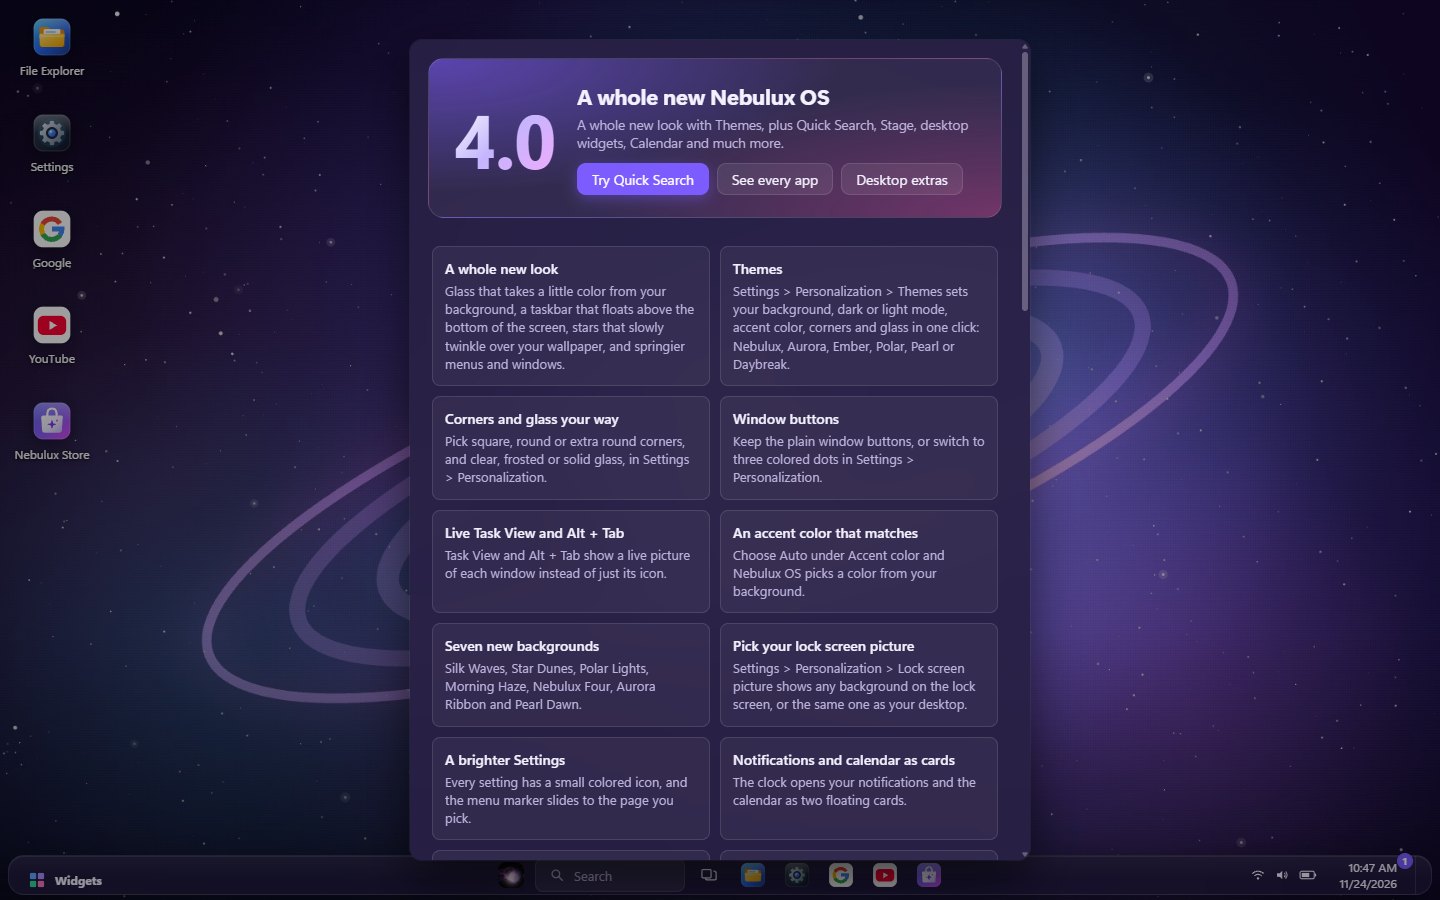 File Explorer
Settings
Google
YouTube
Nebulux Store
4.0
A whole new Nebulux OS
A whole new look with Themes, plus Quick Search, Stage, desktop
widgets, Calendar and much more.
Try Quick Search
See every app
Desktop extras
A whole new look
Glass that takes a little color from your
background, a taskbar that floats above the
bottom of the screen, stars that slowly
twinkle over your wallpaper, and springier
menus and windows.
Themes
Settings > Personalization > Themes sets
your background, dark or light mode,
accent color, corners and glass in one click:
Nebulux, Aurora, Ember, Polar, Pearl or
Daybreak.
Corners and glass your way
Pick square, round or extra round corners,
and clear, frosted or solid glass, in Settings
> Personalization.
Window buttons
Keep the plain window buttons, or switch to
three colored dots in Settings >
Personalization.
Live Task View and Alt + Tab
Task View and Alt + Tab show a live picture
of each window instead of just its icon.
An accent color that matches
Choose Auto under Accent color and
Nebulux OS picks a color from your
background.
Seven new backgrounds
Silk Waves, Star Dunes, Polar Lights,
Morning Haze, Nebulux Four, Aurora
Ribbon and Pearl Dawn.
Pick your lock screen picture
Settings > Personalization > Lock screen
picture shows any background on the lock
screen, or the same one as your desktop.
A brighter Settings
Every setting has a small colored icon, and
the menu marker slides to the page you
pick.
Notifications and calendar as cards
The clock opens your notifications and the
calendar as two floating cards.
Widgets
Search
10:47 AM
11/24/2026
1